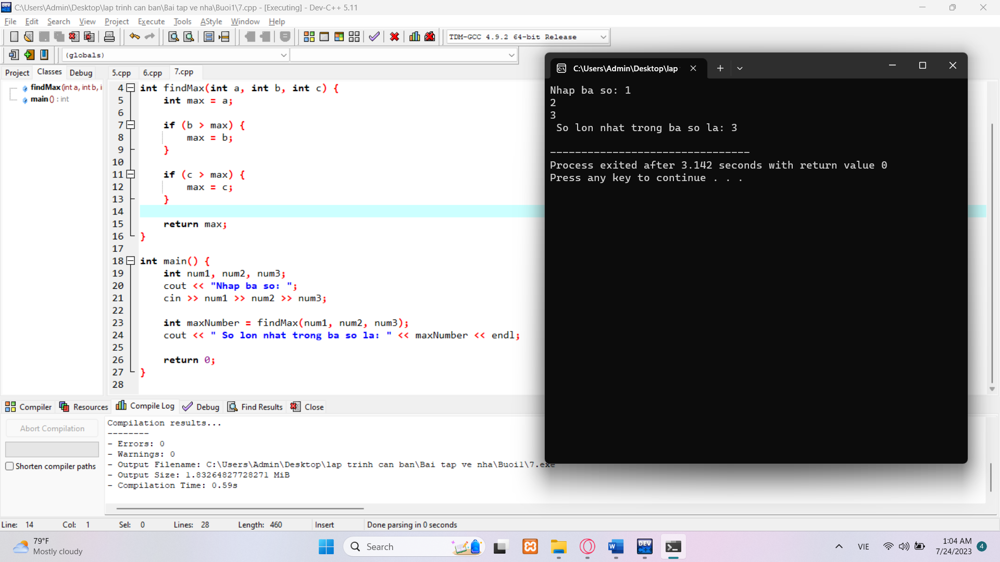 C:\Users\Admin\Desktop\lap trinh can ban\Bai tap ve nha\Buoi1\7.cpp - [Executing] - Dev-C++ 5.11
File Edit Search View Project Execute Tools AStyle Window Help
TDM-GCC 4.9.2 64-bit Release
(globals)
Project Classes Debug
5.cpp 6.cpp 7.cpp
findMax (int a, int b, i
main () : int
4 int findMax(int a, int b, int c) {
5 int max = a;
6
7 if (b > max) {
8 max = b;
9 }
10
11 if (c > max) {
12 max = c;
13 }
14
15 return max;
16 }
17
18 int main() {
19 int num1, num2, num3;
20 cout << "Nhap ba so: ";
21 cin >> num1 >> num2 >> num3;
22
23 int maxNumber = findMax(num1, num2, num3);
24 cout << " So lon nhat trong ba so la: " << maxNumber << endl;
25
26 return 0;
27 }
28
C:\Users\Admin\Desktop\lap
Nhap ba so: 1
2
3
So lon nhat trong ba so la: 3
--------------------------------
Process exited after 3.142 seconds with return value 0
Press any key to continue . . .
Compiler Resources Compile Log Debug Find Results Close
Abort Compilation
Shorten compiler paths
Compilation results...
--------
- Errors: 0
- Warnings: 0
- Output Filename: C:\Users\Admin\Desktop\lap trinh can ban\Bai tap ve nha\Buoi1\7.exe
- Output Size: 1.83264827728271 MiB
- Compilation Time: 0.59s
Line: 14 Col: 1 Sel: 0 Lines: 28 Length: 460 Insert Done parsing in 0 seconds
79°F
Mostly cloudy
Search
DEV
C++
VIE
1:04 AM
7/24/2023
4